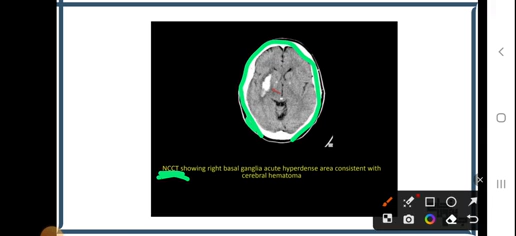 NCCT showing right basal ganglia acute hyperdense area consistent with
cerebral hematoma